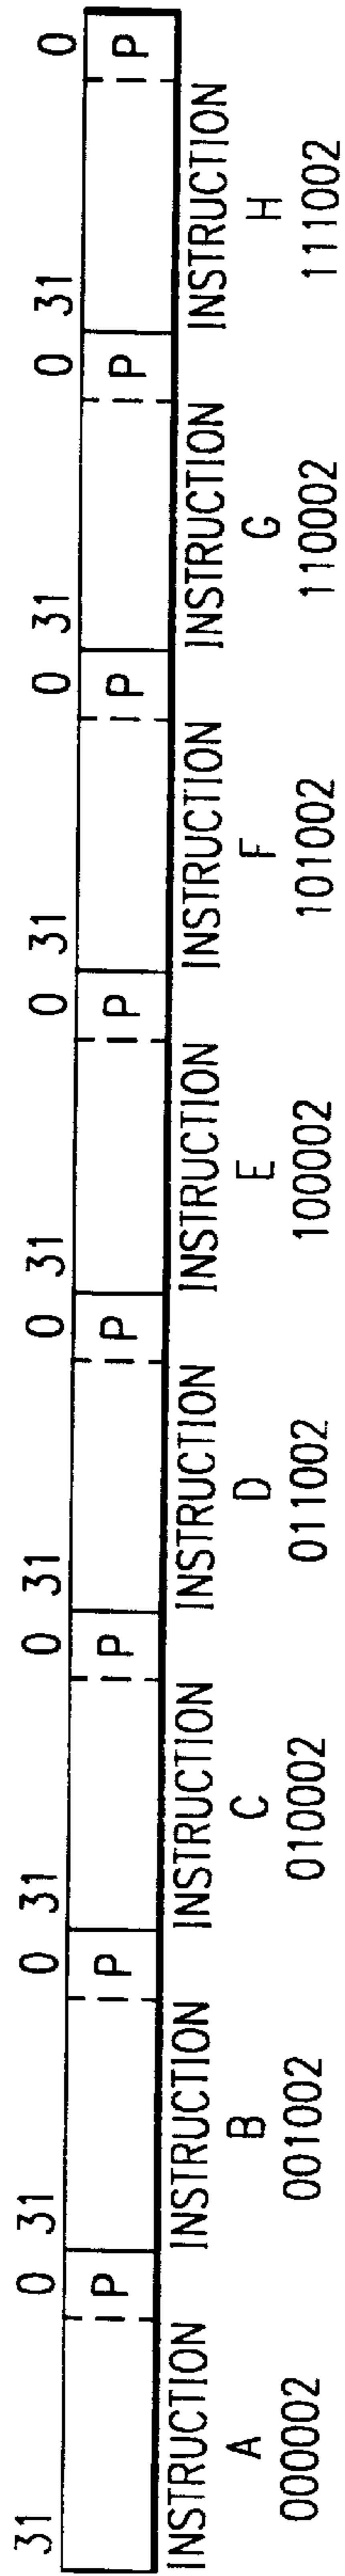 31 0 31 0 31 0 31 0 31 0 31 0 31 0 31 0
P P P P P P P P
INSTRUCTION INSTRUCTION INSTRUCTION INSTRUCTION INSTRUCTION INSTRUCTION INSTRUCTION INSTRUCTION
A B C D E F G H
000002 001002 010002 011002 100002 101002 110002 111002